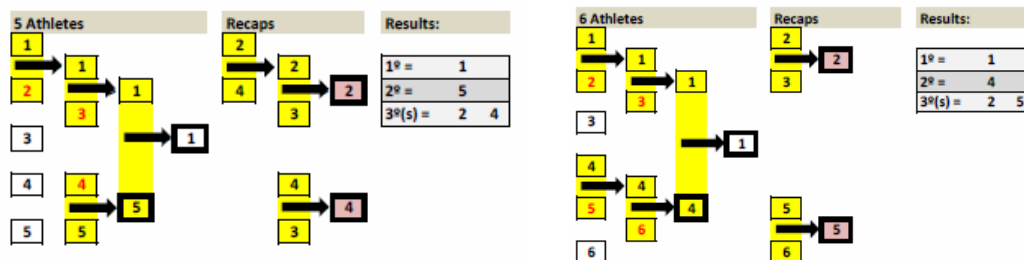 5 Athletes Recaps Results:
1 2
1 2 1º = 1
2 1 4 2 2º = 5
3 3 3º(s) = 2 4
3 1
4 4 4
5 4
5 5 3
6 Athletes Recaps Results:
1 2
1 2 1º = 1
2 1 3 2º = 4
3 3º(s) = 2 5
3
1
4
4
5 4 5
6 5
6 6